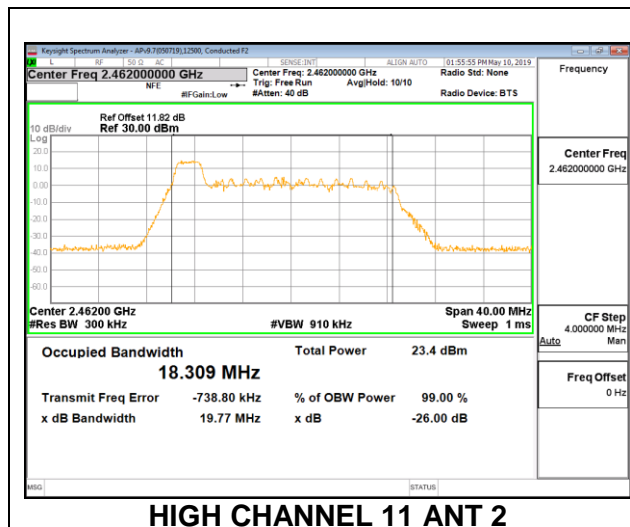 Keysight Spectrum Analyzer - APv9.7(050719),12500, Conducted F2
L RF 50 Ω AC SENSE:INT ALIGN AUTO 01:55:55 PM May 10, 2019
Center Freq 2.462000000 GHz Center Freq: 2.462000000 GHz Radio Std: None Frequency
NFE Trig: Free Run Avg|Hold: 10/10
#IFGain:Low #Atten: 40 dB Radio Device: BTS
Ref Offset 11.82 dB
10 dB/div Ref 30.00 dBm
Log
20.0
10.0
0.00
-10.0
-20.0
-30.0
-40.0
-50.0
-60.0
Center Freq
2.462000000 GHz
Center 2.46200 GHz Span 40.00 MHz
#Res BW 300 kHz #VBW 910 kHz Sweep 1 ms
CF Step
4.000000 MHz
Auto Man
Occupied Bandwidth Total Power 23.4 dBm
18.309 MHz
Transmit Freq Error -738.80 kHz % of OBW Power 99.00 %
x dB Bandwidth 19.77 MHz x dB -26.00 dB
Freq Offset
0 Hz
MSG STATUS
HIGH CHANNEL 11 ANT 2